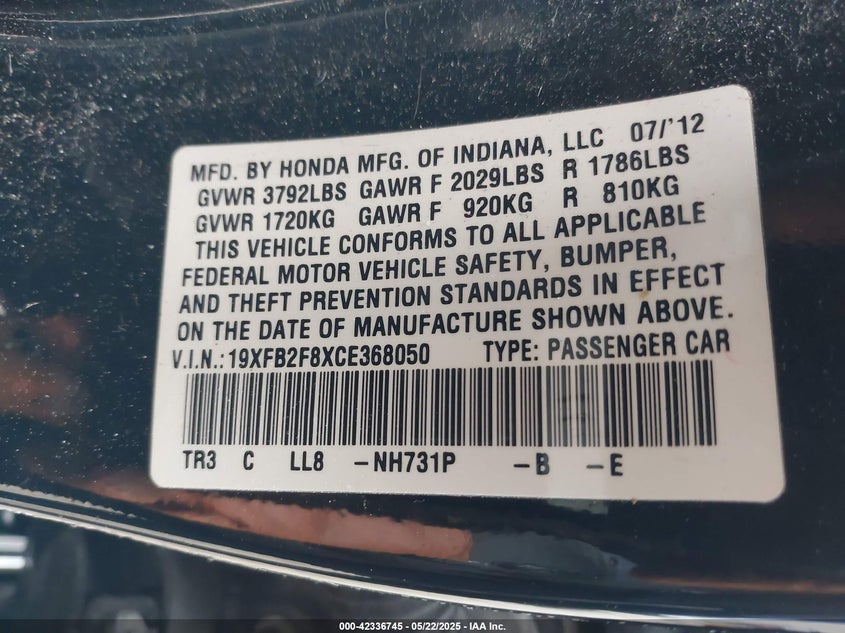 MFD. BY HONDA MFG. OF INDIANA, LLC 07/'12
GVWR 3792LBS GAWR F 2029LBS R 1786LBS
GVWR 1720KG GAWR F 920KG R 810KG
THIS VEHICLE CONFORMS TO ALL APPLICABLE
FEDERAL MOTOR VEHICLE SAFETY, BUMPER,
AND THEFT PREVENTION STANDARDS IN EFFECT
ON THE DATE OF MANUFACTURE SHOWN ABOVE.
V.I.N.: 19XFB2F8XCE368050 TYPE: PASSENGER CAR
TR3 C LL8 -NH731P -B -E
000-42336745 — 05/22/2025 — IAA Inc.